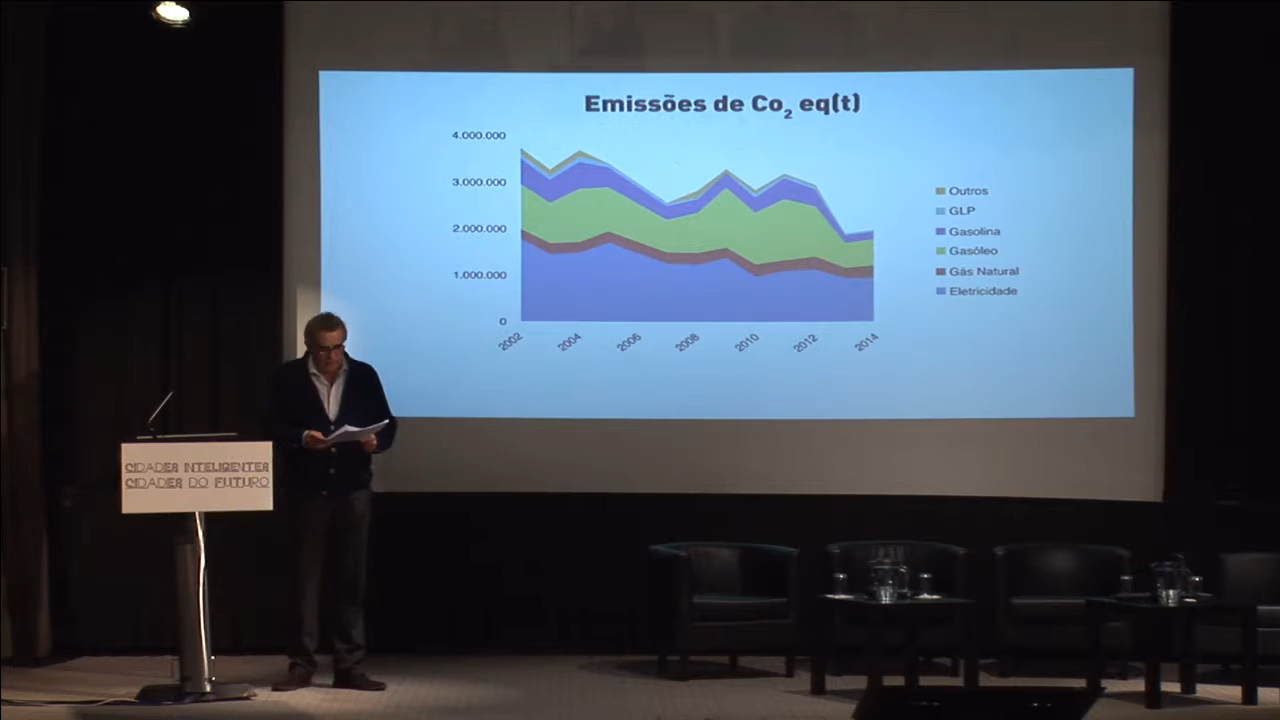 Emissões de Co2 eq(t)
4.000.000
3.000.000
2.000.000
1.000.000
0
2002
2004
2006
2008
2010
2012
2014
Outros
GLP
Gasolina
Gasóleo
Gás Natural
Eletricidade
CIDADES INTELIGENTES
CIDADES DO FUTURO